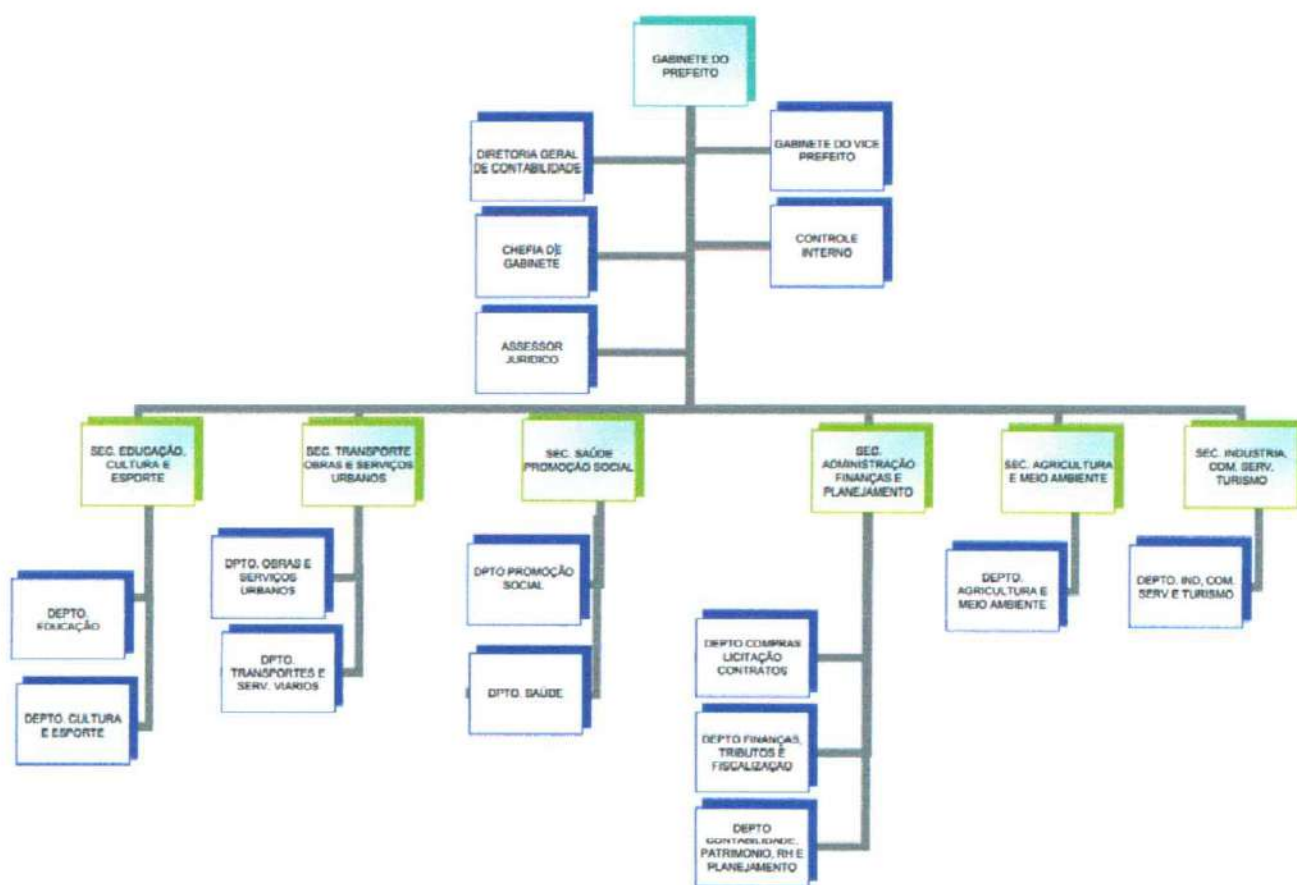 GABINETE DO
PREFEITO
DIRETORIA GERAL
DE CONTABILIDADE
GABINETE DO VICE
PREFEITO
CHEFIA DE
GABINETE
CONTROLE
INTERNO
ASSESSOR
JURIDICO
SEC. EDUCAÇÃO,
CULTURA E
ESPORTE
SEC. TRANSPORTE
OBRAS E SERVIÇOS
URBANOS
SEC. SAÚDE
PROMOÇÃO SOCIAL
SEC.
ADMINISTRAÇÃO
FINANÇAS E
PLANEJAMENTO
SEC. AGRICULTURA
E MEIO AMBIENTE
SEC. INDUSTRIA,
COM. SERV.
TURISMO
DEPTO.
EDUCAÇÃO
DEPTO. CULTURA
E ESPORTE
DPTO. OBRAS E
SERVIÇOS
URBANOS
DPTO.
TRANSPORTES E
SERV. VIARIOS
DPTO PROMOÇÃO
SOCIAL
DPTO. SAÚDE
DEPTO COMPRAS
LICITAÇÃO
CONTRATOS
DEPTO FINANÇAS,
TRIBUTOS E
FISCALIZAÇÃO
DEPTO
CONTABILIDADE,
PATRIMONIO, RH E
PLANEJAMENTO
DEPTO.
AGRICULTURA E
MEIO AMBIENTE
DEPTO. IND, COM.
SERV E TURISMO